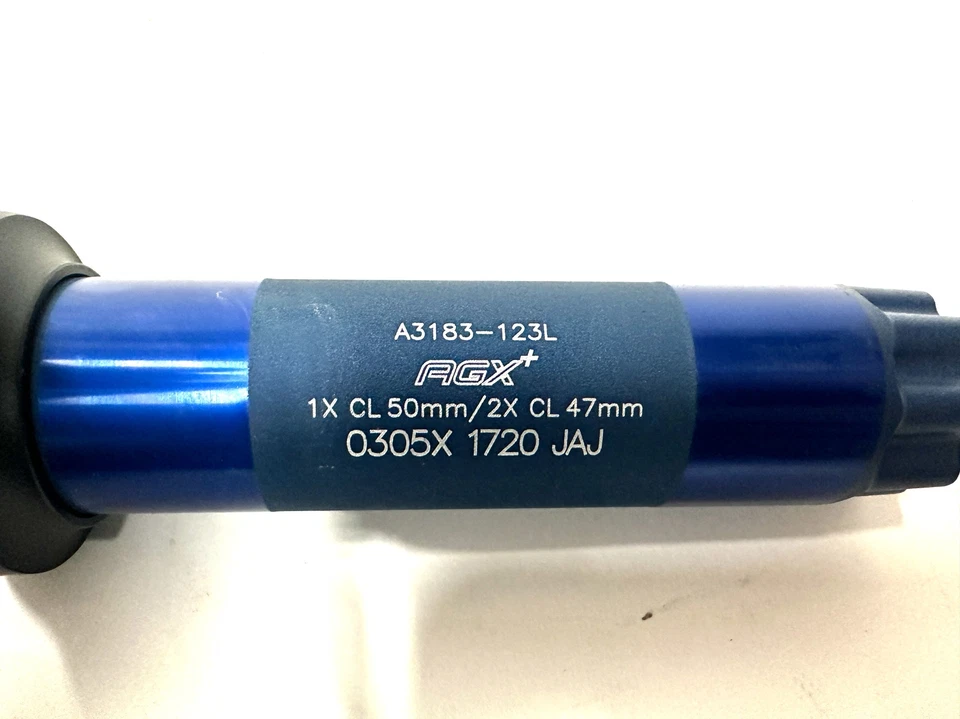 A3183-123L
AGX+
1X CL 50mm/2X CL 47mm
0305X 1720 JAJ